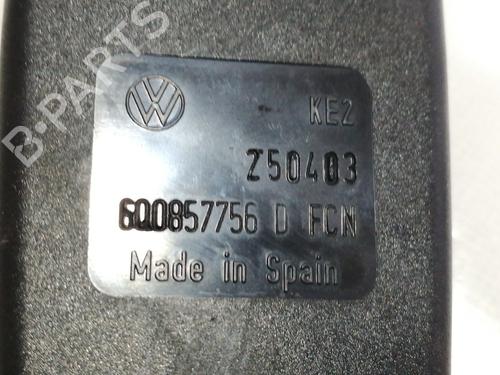 KE2
Z50403
6Q0857756 D FCN
Made in Spain
B-PARTS